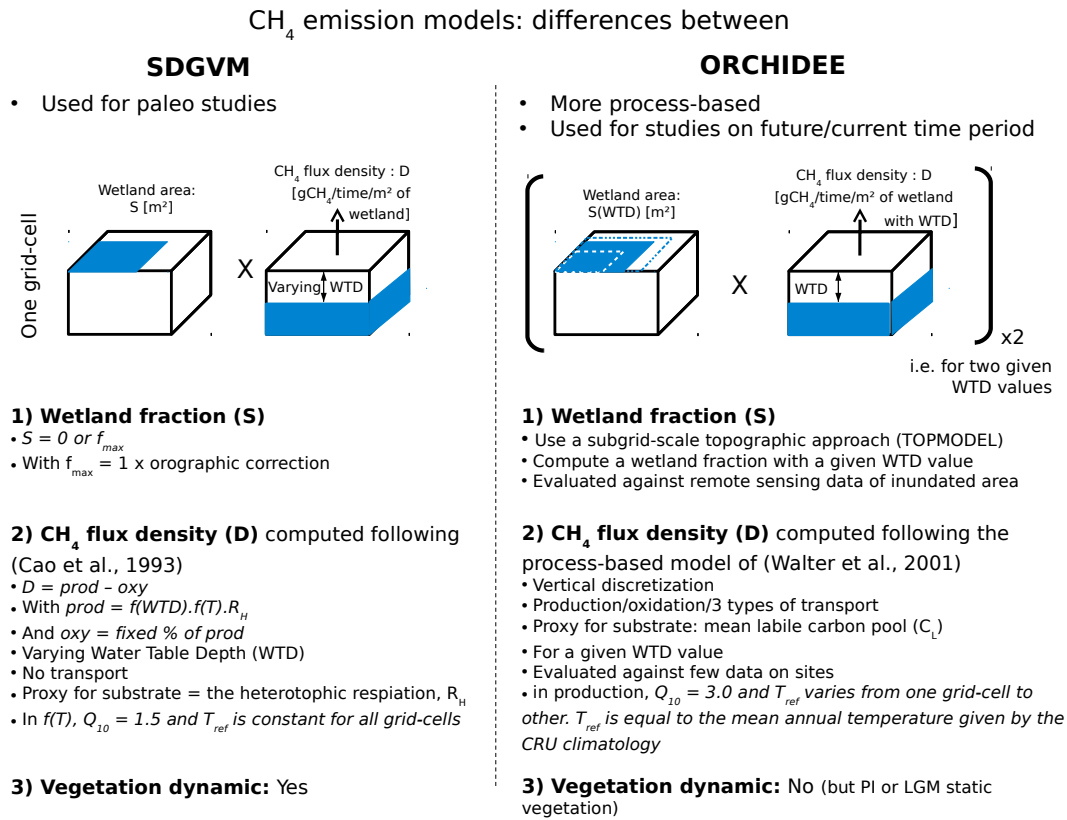 CH4 emission models: differences between
SDGVM
• Used for paleo studies
One grid-cell
Wetland area:
S [m²]
X
CH4 flux density : D
[gCH4/time/m² of
wetland]
Varying WTD
1) Wetland fraction (S)
• S = 0 or fmax
• With fmax = 1 x orographic correction
2) CH4 flux density (D) computed following
(Cao et al., 1993)
• D = prod – oxy
• With prod = f(WTD).f(T).RH
• And oxy = fixed % of prod
• Varying Water Table Depth (WTD)
• No transport
• Proxy for substrate = the heterotophic respiation, RH
• In f(T), Q10 = 1.5 and Tref is constant for all grid-cells
3) Vegetation dynamic: Yes
ORCHIDEE
• More process-based
• Used for studies on future/current time period
Wetland area:
S(WTD) [m²]
X
CH4 flux density : D
[gCH4/time/m² of wetland
with WTD]
WTD
x2
i.e. for two given
WTD values
1) Wetland fraction (S)
• Use a subgrid-scale topographic approach (TOPMODEL)
• Compute a wetland fraction with a given WTD value
• Evaluated against remote sensing data of inundated area
2) CH4 flux density (D) computed following the
process-based model of (Walter et al., 2001)
• Vertical discretization
• Production/oxidation/3 types of transport
• Proxy for substrate: mean labile carbon pool (CL)
• For a given WTD value
• Evaluated against few data on sites
• in production, Q10 = 3.0 and Tref varies from one grid-cell to
other. Tref is equal to the mean annual temperature given by the
CRU climatology
3) Vegetation dynamic: No (but PI or LGM static
vegetation)